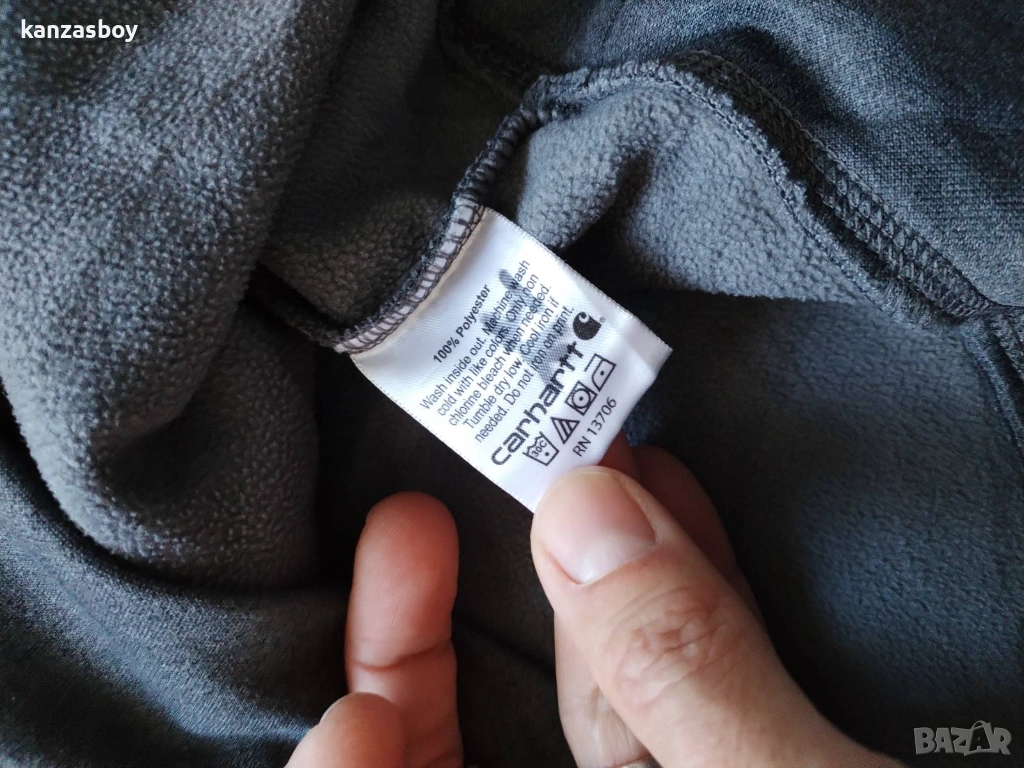 kanzasboy
100% Polyester
Wash inside out. Machine wash
cold with like colors. Only non
chlorine bleach when needed.
Tumble dry low. Cool iron if
needed. Do not iron on print.
carhartt
30C
RN 13706
BAZAR